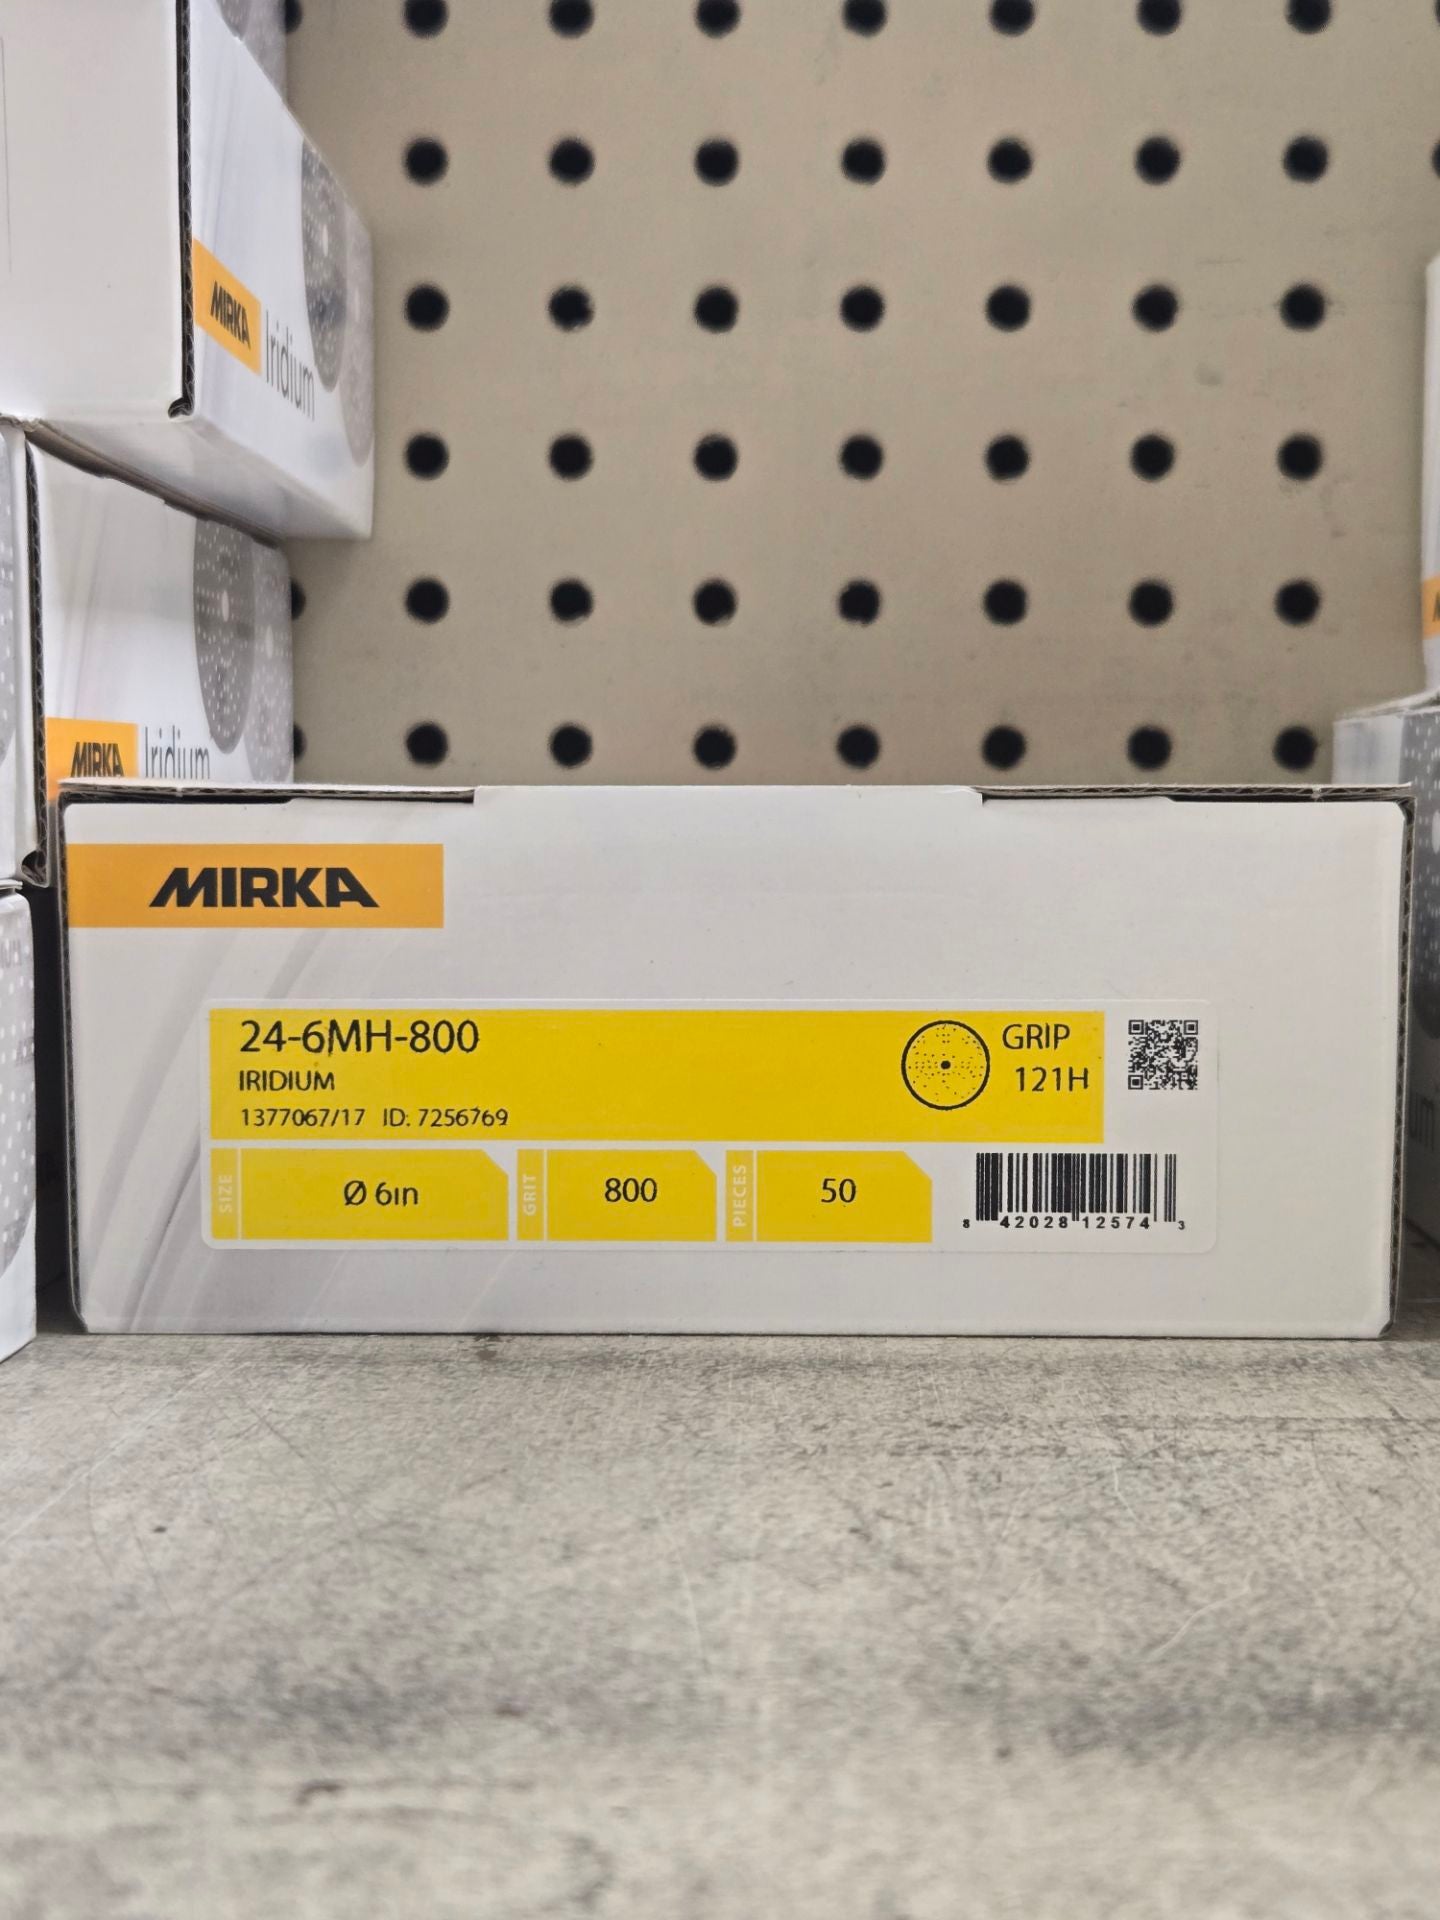 MIRKA
Iridium
MIRKA
Iridium
MIRKA
24-6MH-800
IRIDIUM
1377067/17 ID: 7256769
GRIP
121H
SIZE
Ø 6in
GRIT
800
PIECES
50
8 42028 12574 3